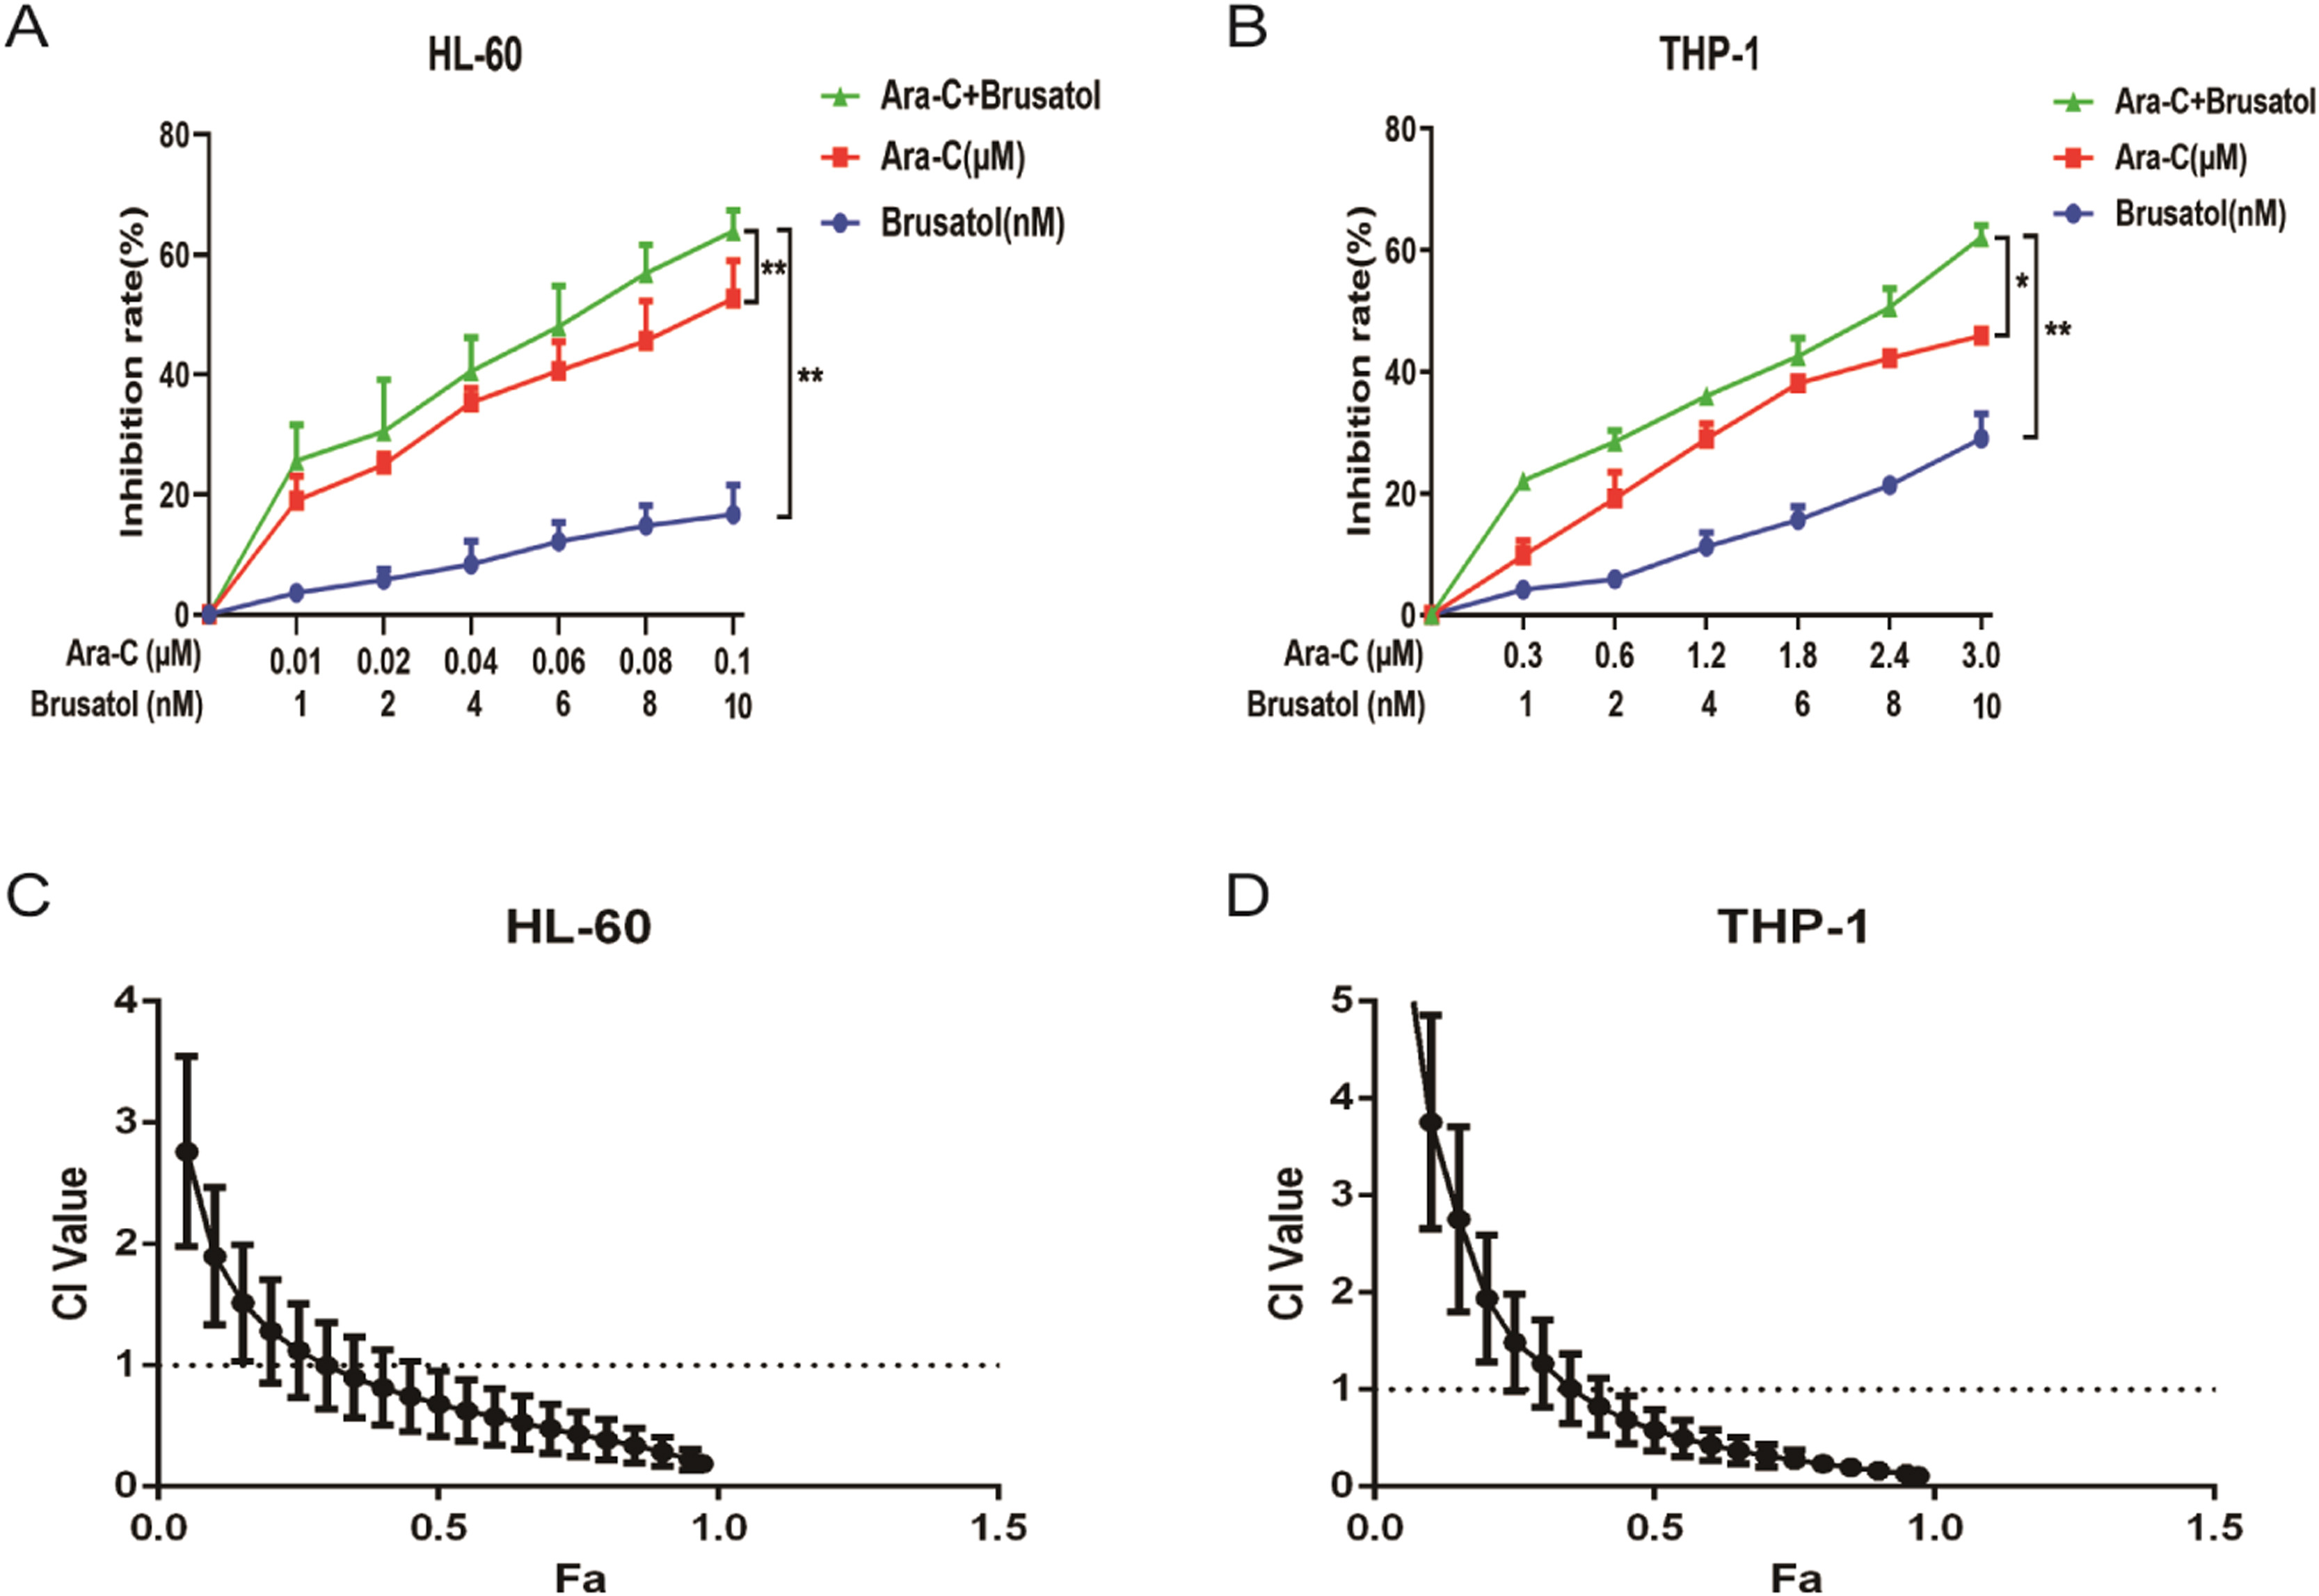 A
HL-60
Ara-C+Brusatol
Ara-C(µM)
Brusatol(nM)
Inhibition rate(%)
80
60
40
20
0
**
**
Ara-C (µM) 0.01 0.02 0.04 0.06 0.08 0.1
Brusatol (nM) 1 2 4 6 8 10
B
THP-1
Ara-C+Brusatol
Ara-C(µM)
Brusatol(nM)
Inhibition rate(%)
80
60
40
20
0
*
**
Ara-C (µM) 0.3 0.6 1.2 1.8 2.4 3.0
Brusatol (nM) 1 2 4 6 8 10
C
HL-60
CI Value
4
3
2
1
0
0.0 0.5 1.0 1.5
Fa
D
THP-1
CI Value
5
4
3
2
1
0
0.0 0.5 1.0 1.5
Fa